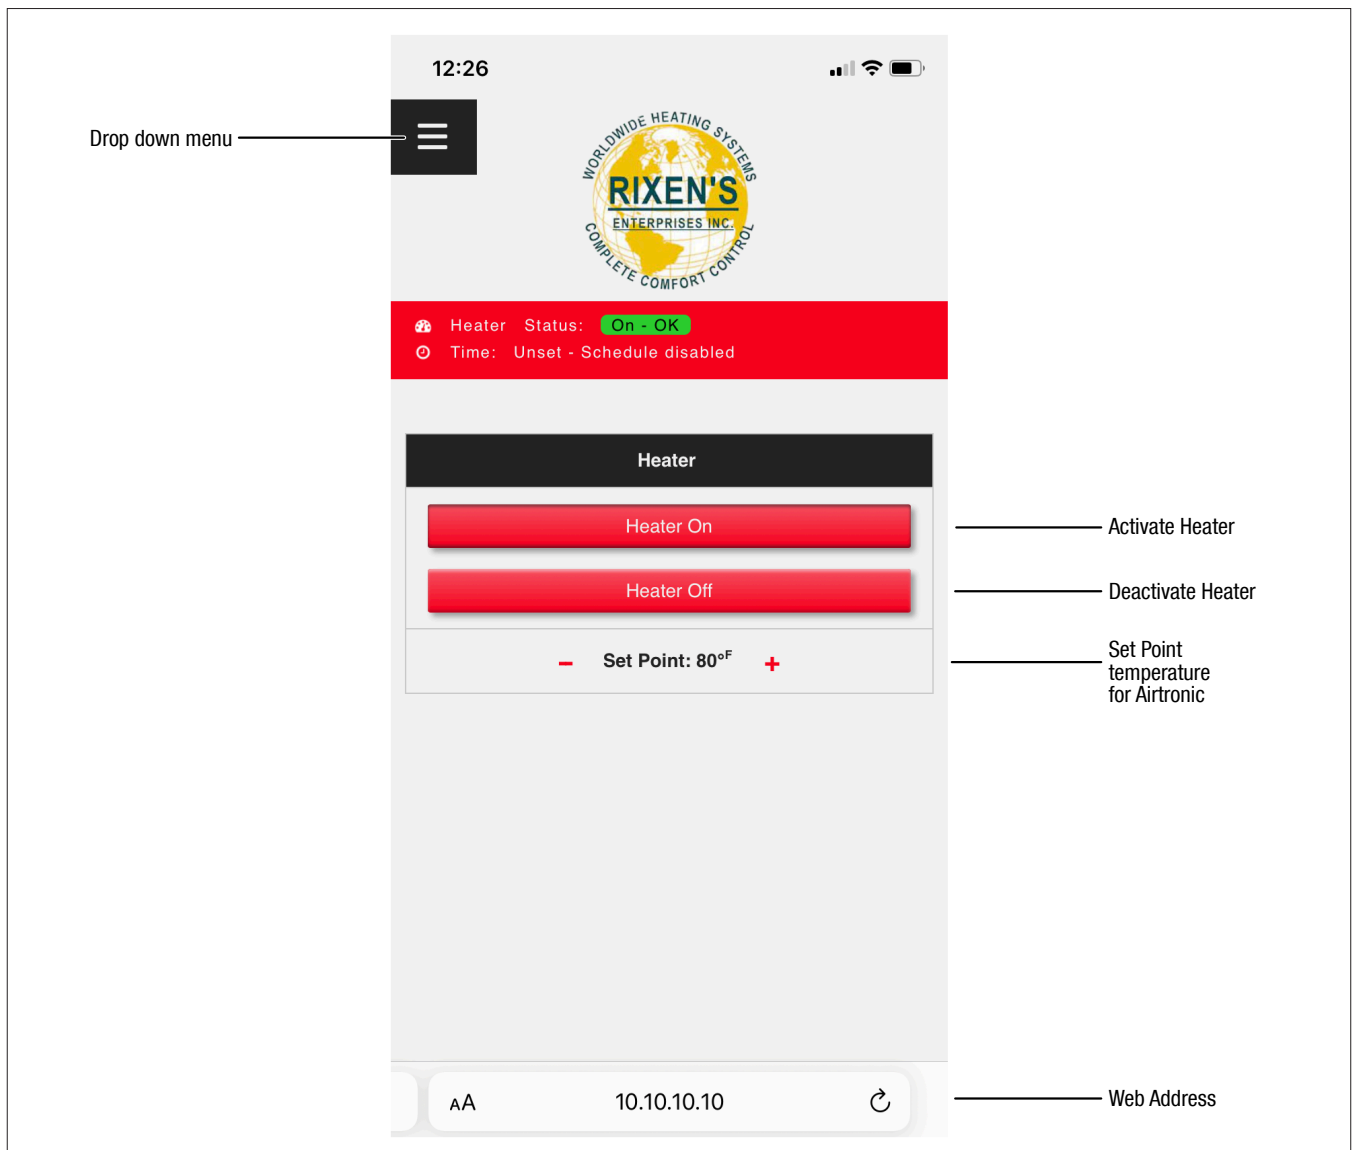 12:26
Drop down menu
WORLDWIDE HEATING SYSTEMS
RIXEN'S
ENTERPRISES INC.
COMPLETE COMFORT CONTROL
Heater Status: On - OK
Time: Unset - Schedule disabled
Heater
Heater On
Activate Heater
Heater Off
Deactivate Heater
Set Point: 80°F
Set Point
temperature
for Airtronic
AA 10.10.10.10
Web Address